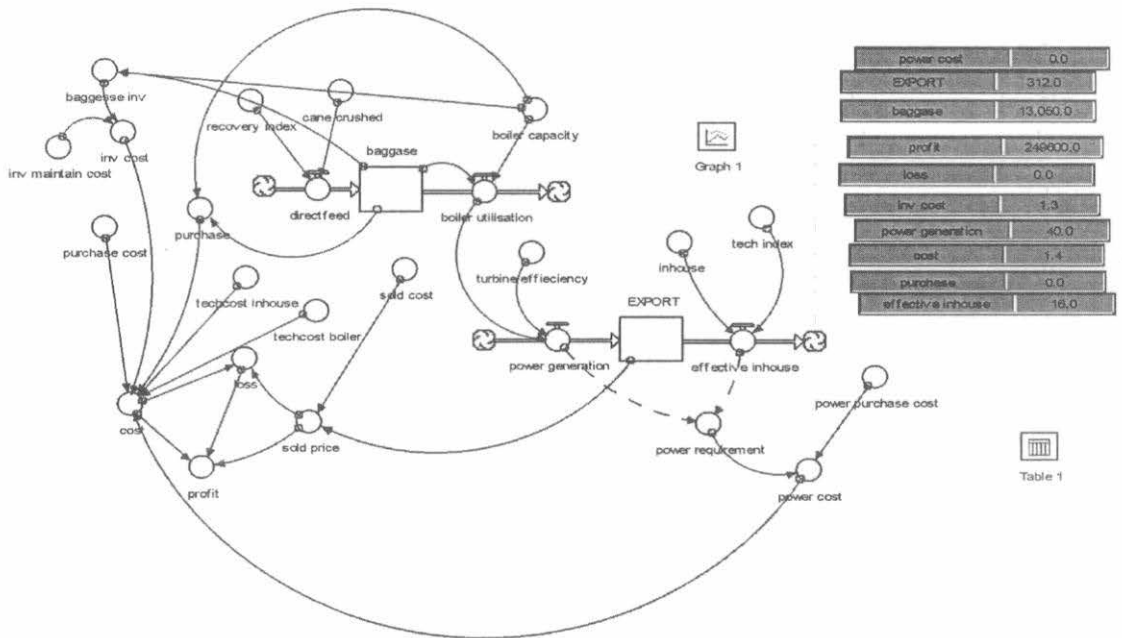 baggesse inv
inv maintain cost
inv cost
recovery index
cane crushed
boiler capacity
baggase
directfeed
boiler utilisation
purchase
purchase cost
techcost inhouse
techcost boiler
sold cost
turbine effieciency
inhouse
tech index
EXPORT
power generation
effective inhouse
loss
cost
sold price
profit
power requirement
power purchase cost
power cost
Graph 1
Table 1
power cost 0.0
EXPORT 312.0
baggase 13,050.0
profit 249600.0
loss 0.0
inv cost 1.3
power generation 40.0
cost 1.4
purchase 0.0
effective inhouse 16.0